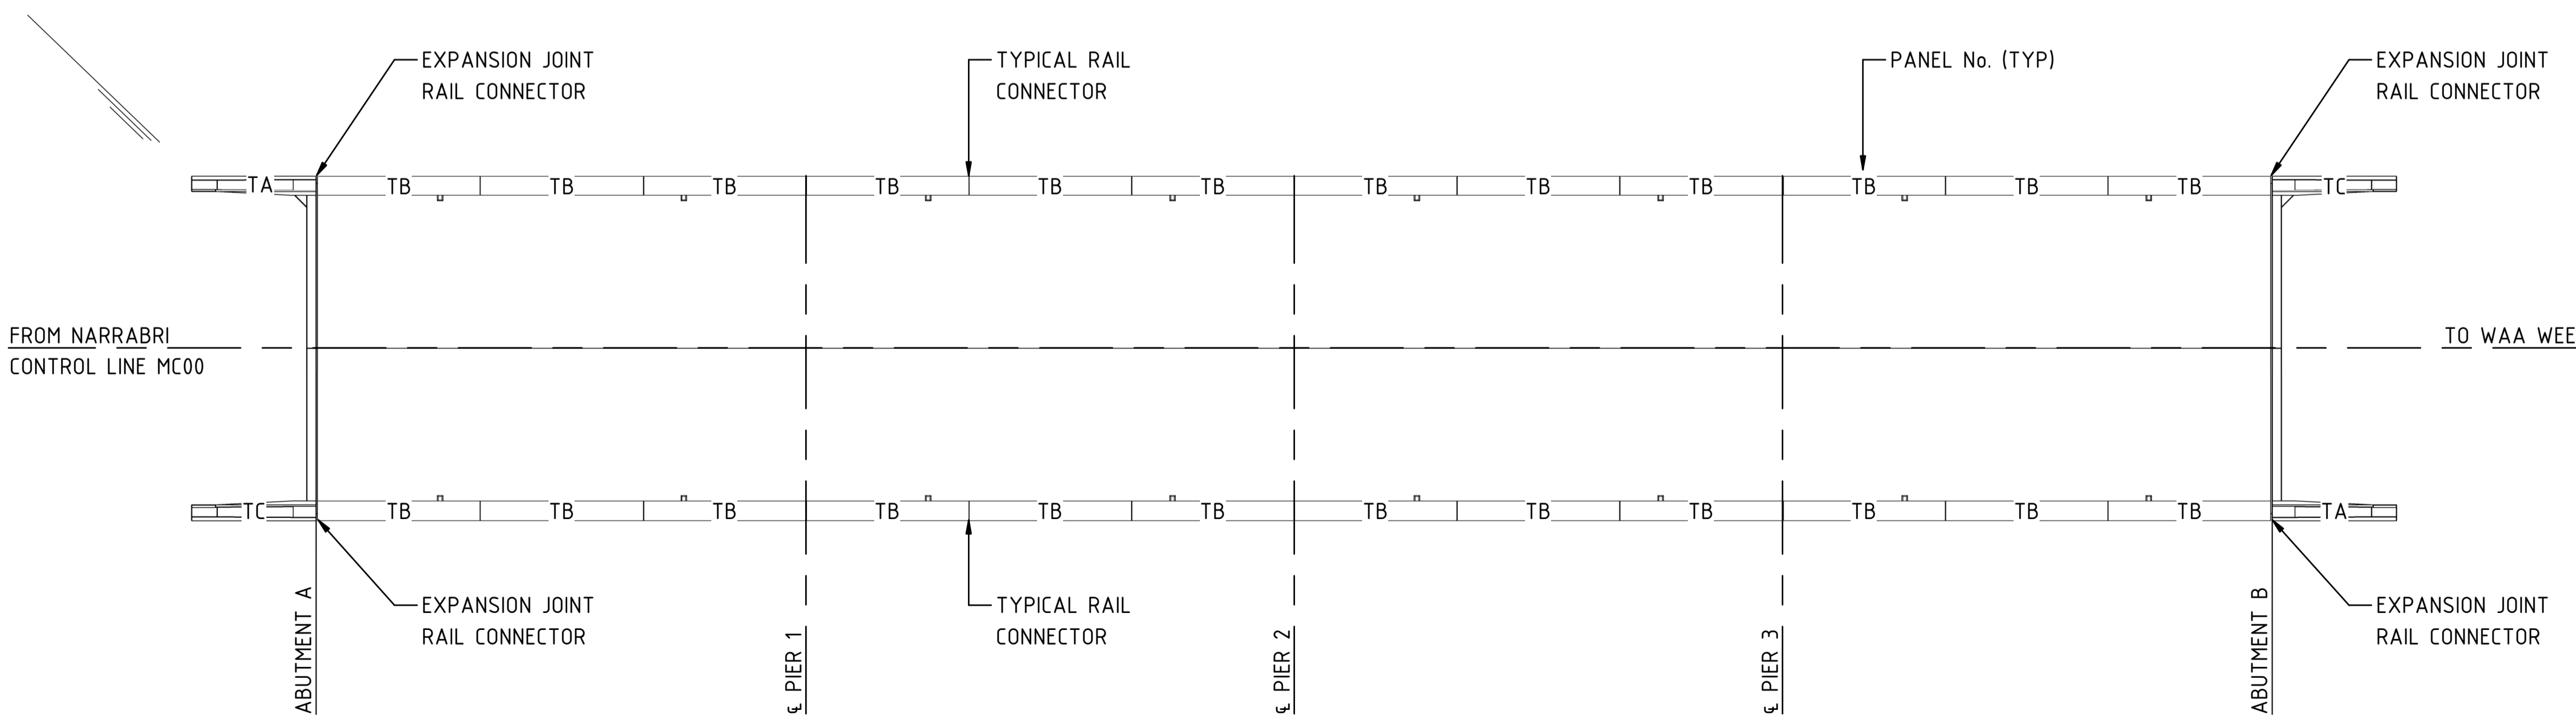 EXPANSION JOINT
RAIL CONNECTOR
TYPICAL RAIL
CONNECTOR
PANEL No. (TYP)
EXPANSION JOINT
RAIL CONNECTOR
TA TB TB TB TB TB TB TB TB TB TB TB TB TC
FROM NARRABRI
CONTROL LINE MC00
TO WAA WEE
TC TB TB TB TB TB TB TB TB TB TB TB TB TA
EXPANSION JOINT
RAIL CONNECTOR
TYPICAL RAIL
CONNECTOR
EXPANSION JOINT
RAIL CONNECTOR
ABUTMENT A
℄ PIER 1
℄ PIER 2
℄ PIER 3
ABUTMENT B